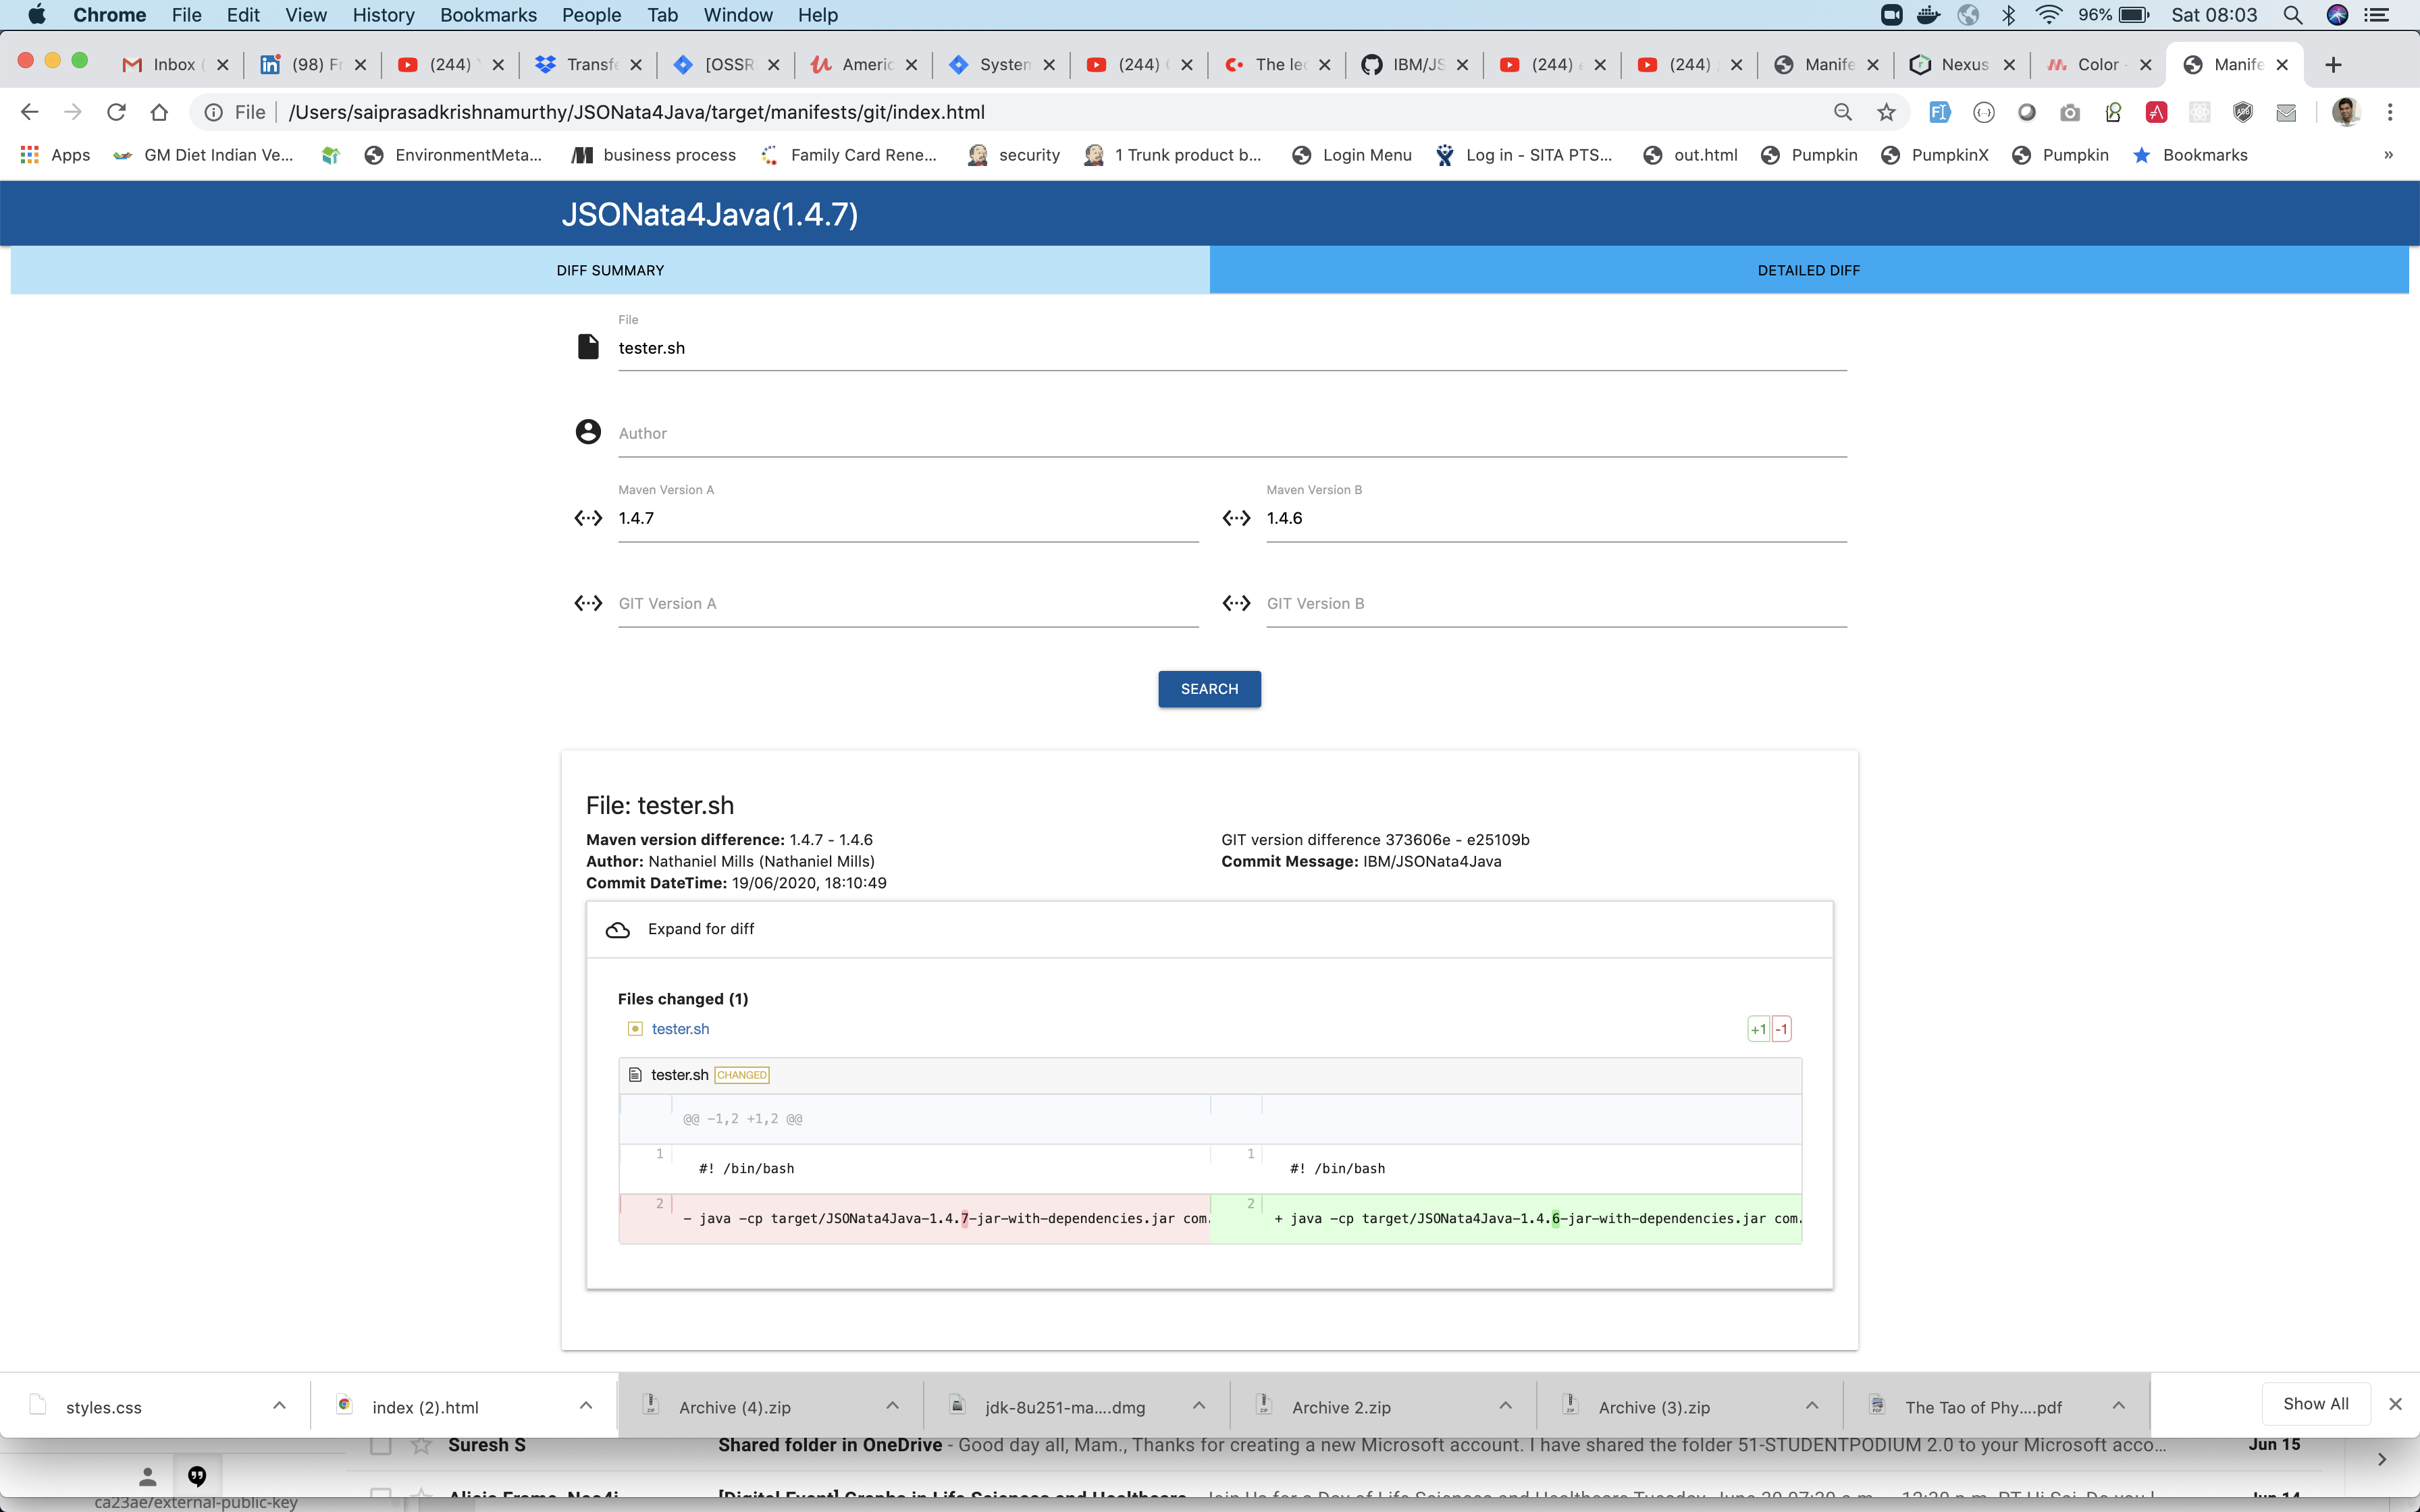 Chrome File Edit View History Bookmarks People Tab Window Help 96% Sat 08:03
Inbox ( (98) F (244) Transfe [OSSR Americ System (244) The le IBM/JS (244) (244) Manife Nexus Color Manife
File /Users/saiprasadkrishnamurthy/JSONata4Java/target/manifests/git/index.html
Apps GM Diet Indian Ve... EnvironmentMeta... business process Family Card Rene... security 1 Trunk product b... Login Menu Log in - SITA PTS... out.html Pumpkin PumpkinX Pumpkin Bookmarks »
JSONata4Java(1.4.7)
DIFF SUMMARY DETAILED DIFF
File
tester.sh
Author
Maven Version A Maven Version B
1.4.7 1.4.6
GIT Version A GIT Version B
SEARCH
File: tester.sh
Maven version difference: 1.4.7 - 1.4.6 GIT version difference 373606e - e25109b
Author: Nathaniel Mills (Nathaniel Mills) Commit Message: IBM/JSONata4Java
Commit DateTime: 19/06/2020, 18:10:49
Expand for diff
Files changed (1)
tester.sh +1 -1
tester.sh CHANGED
@@ -1,2 +1,2 @@
1 #! /bin/bash 1 #! /bin/bash
2 - java -cp target/JSONata4Java-1.4.7-jar-with-dependencies.jar com. 2 + java -cp target/JSONata4Java-1.4.6-jar-with-dependencies.jar com.
styles.css index (2).html Archive (4).zip jdk-8u251-ma....dmg Archive 2.zip Archive (3).zip The Tao of Phy....pdf Show All
Suresh S Shared folder in OneDrive - Good day all, Mam., Thanks for creating a new Microsoft account. I have shared the folder 51-STUDENTPODIUM 2.0 to your Microsoft acco... Jun 15
ca23ae/external-public-key